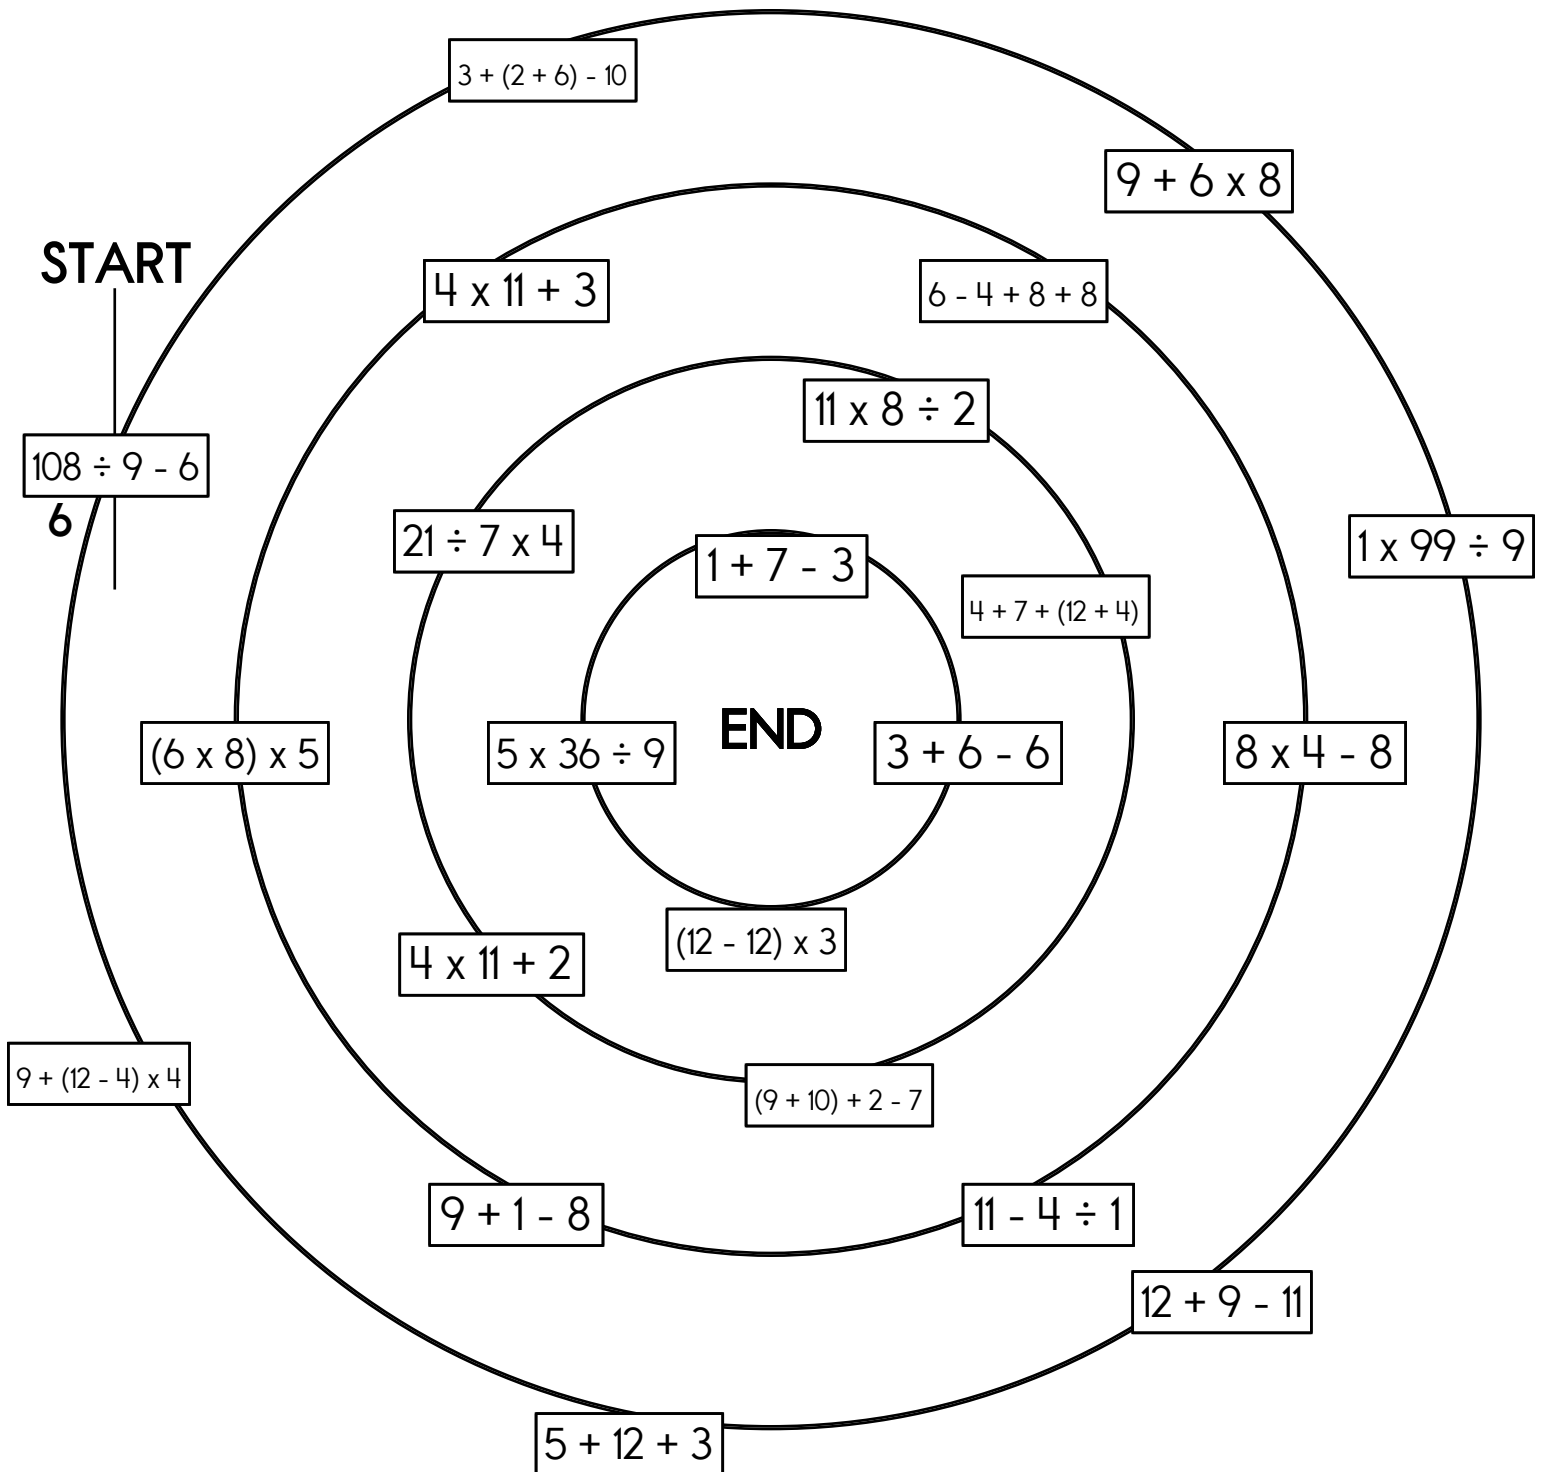 3 + (2 + 6) - 10
9 + 6 x 8
START
4 x 11 + 3
6 - 4 + 8 + 8
11 x 8 ÷ 2
108 ÷ 9 - 6
6
21 ÷ 7 x 4
1 x 99 ÷ 9
1 + 7 - 3
4 + 7 + (12 + 4)
END
(6 x 8) x 5
5 x 36 ÷ 9
3 + 6 - 6
8 x 4 - 8
(12 - 12) x 3
4 x 11 + 2
9 + (12 - 4) x 4
(9 + 10) + 2 - 7
9 + 1 - 8
11 - 4 ÷ 1
12 + 9 - 11
5 + 12 + 3